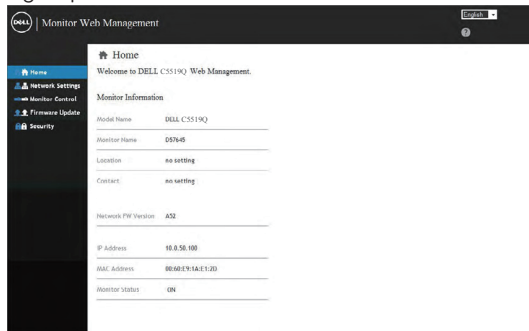 DELL | Monitor Web Management
English
?
Home
Welcome to DELL C5519Q Web Management.
Home
Network Settings
Monitor Control
Firmware Update
Security
Monitor Information
Model Name DELL C5519Q
Monitor Name D57645
Location no setting
Contact no setting
Network FW Version A52
IP Address 10.0.50.100
MAC Address 00:60:E9:1A:E1:2D
Monitor Status ON